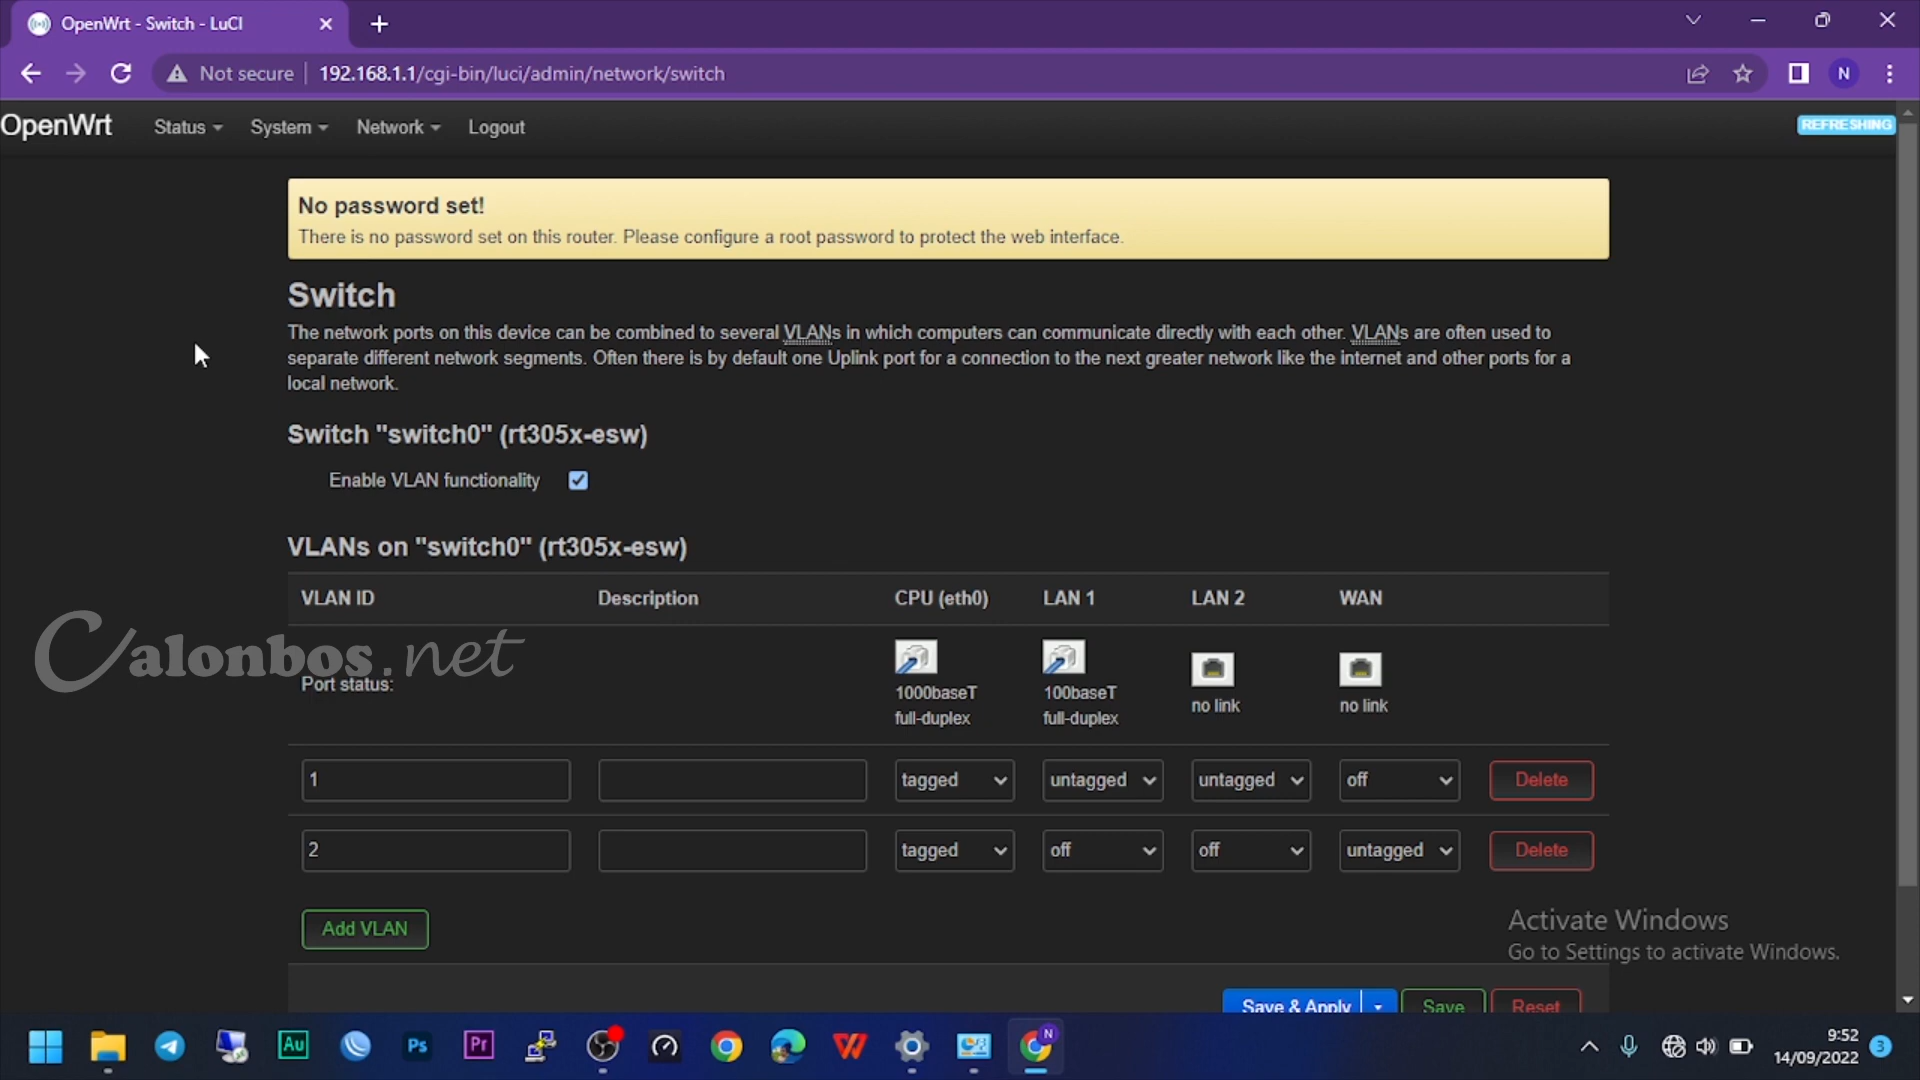 OpenWrt - Switch - LuCI
Not secure 192.168.1.1/cgi-bin/luci/admin/network/switch
N
OpenWrt Status System Network Logout REFRESHING
No password set!
There is no password set on this router. Please configure a root password to protect the web interface.
Switch
The network ports on this device can be combined to several VLANs in which computers can communicate directly with each other. VLANs are often used to
separate different network segments. Often there is by default one Uplink port for a connection to the next greater network like the internet and other ports for a
local network.
Switch "switch0" (rt305x-esw)
Enable VLAN functionality
VLANs on "switch0" (rt305x-esw)
VLAN ID Description CPU (eth0) LAN 1 LAN 2 WAN
Calonbos.net
Port status:
1000baseT
full-duplex
100baseT
full-duplex
no link
no link
1 tagged untagged untagged off Delete
2 tagged off off untagged Delete
Add VLAN
Activate Windows
Go to Settings to activate Windows.
Save & Apply Save Reset
Au Ps Pr N
9:52
14/09/2022
3